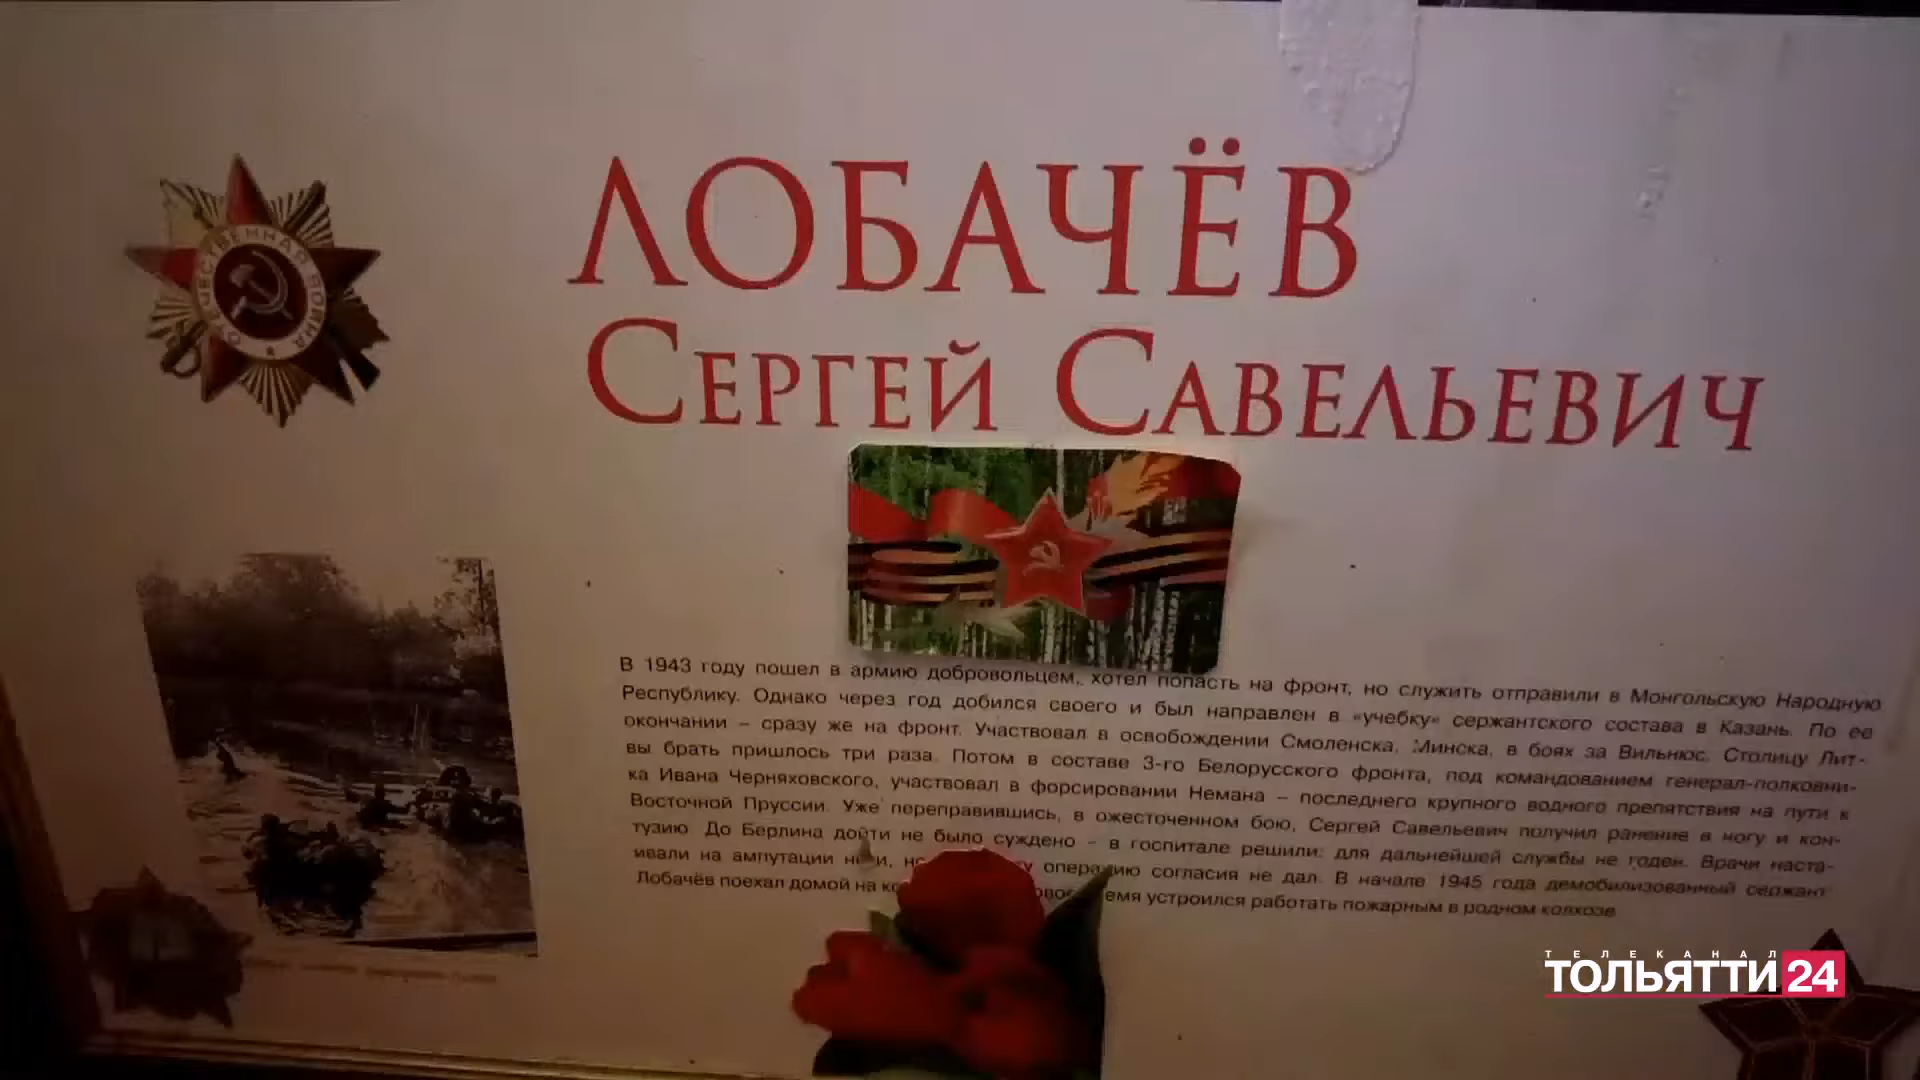 ЛОБАЧЁВ
СЕРГЕЙ САВЕЛЬЕВИЧ
ОТЕЧЕСТВЕННАЯ ВОЙНА
В 1943 году пошел в армию добровольцем, хотел попасть на фронт, но служить отправили в Монгольскую Народную
Республику. Однако через год добился своего и был направлен в «учебку» сержантского состава в Казань. По ее
окончании – сразу же на фронт. Участвовал в освобождении Смоленска, Минска, в боях за Вильнюс. Столицу Лит-
вы брать пришлось три раза. Потом в составе 3-го Белорусского фронта, под командованием генерал-полковни-
ка Ивана Черняховского, участвовал в форсировании Немана – последнего крупного водного препятствия на пути к
Восточной Пруссии. Уже переправившись, в ожесточенном бою, Сергей Савельевич получил ранение в ногу и кон-
тузию. До Берлина дойти не было суждено – в госпитале решили: для дальнейшей службы не годен. Врачи наста-
ивали на ампутации операцию согласия не дал. В начале 1945 года демобилизованный сержант
Лобачёв поехал домой на устроился работать пожарным в родном колхозе
ТЕЛЕКАНАЛ
ТОЛЬЯТТИ 24